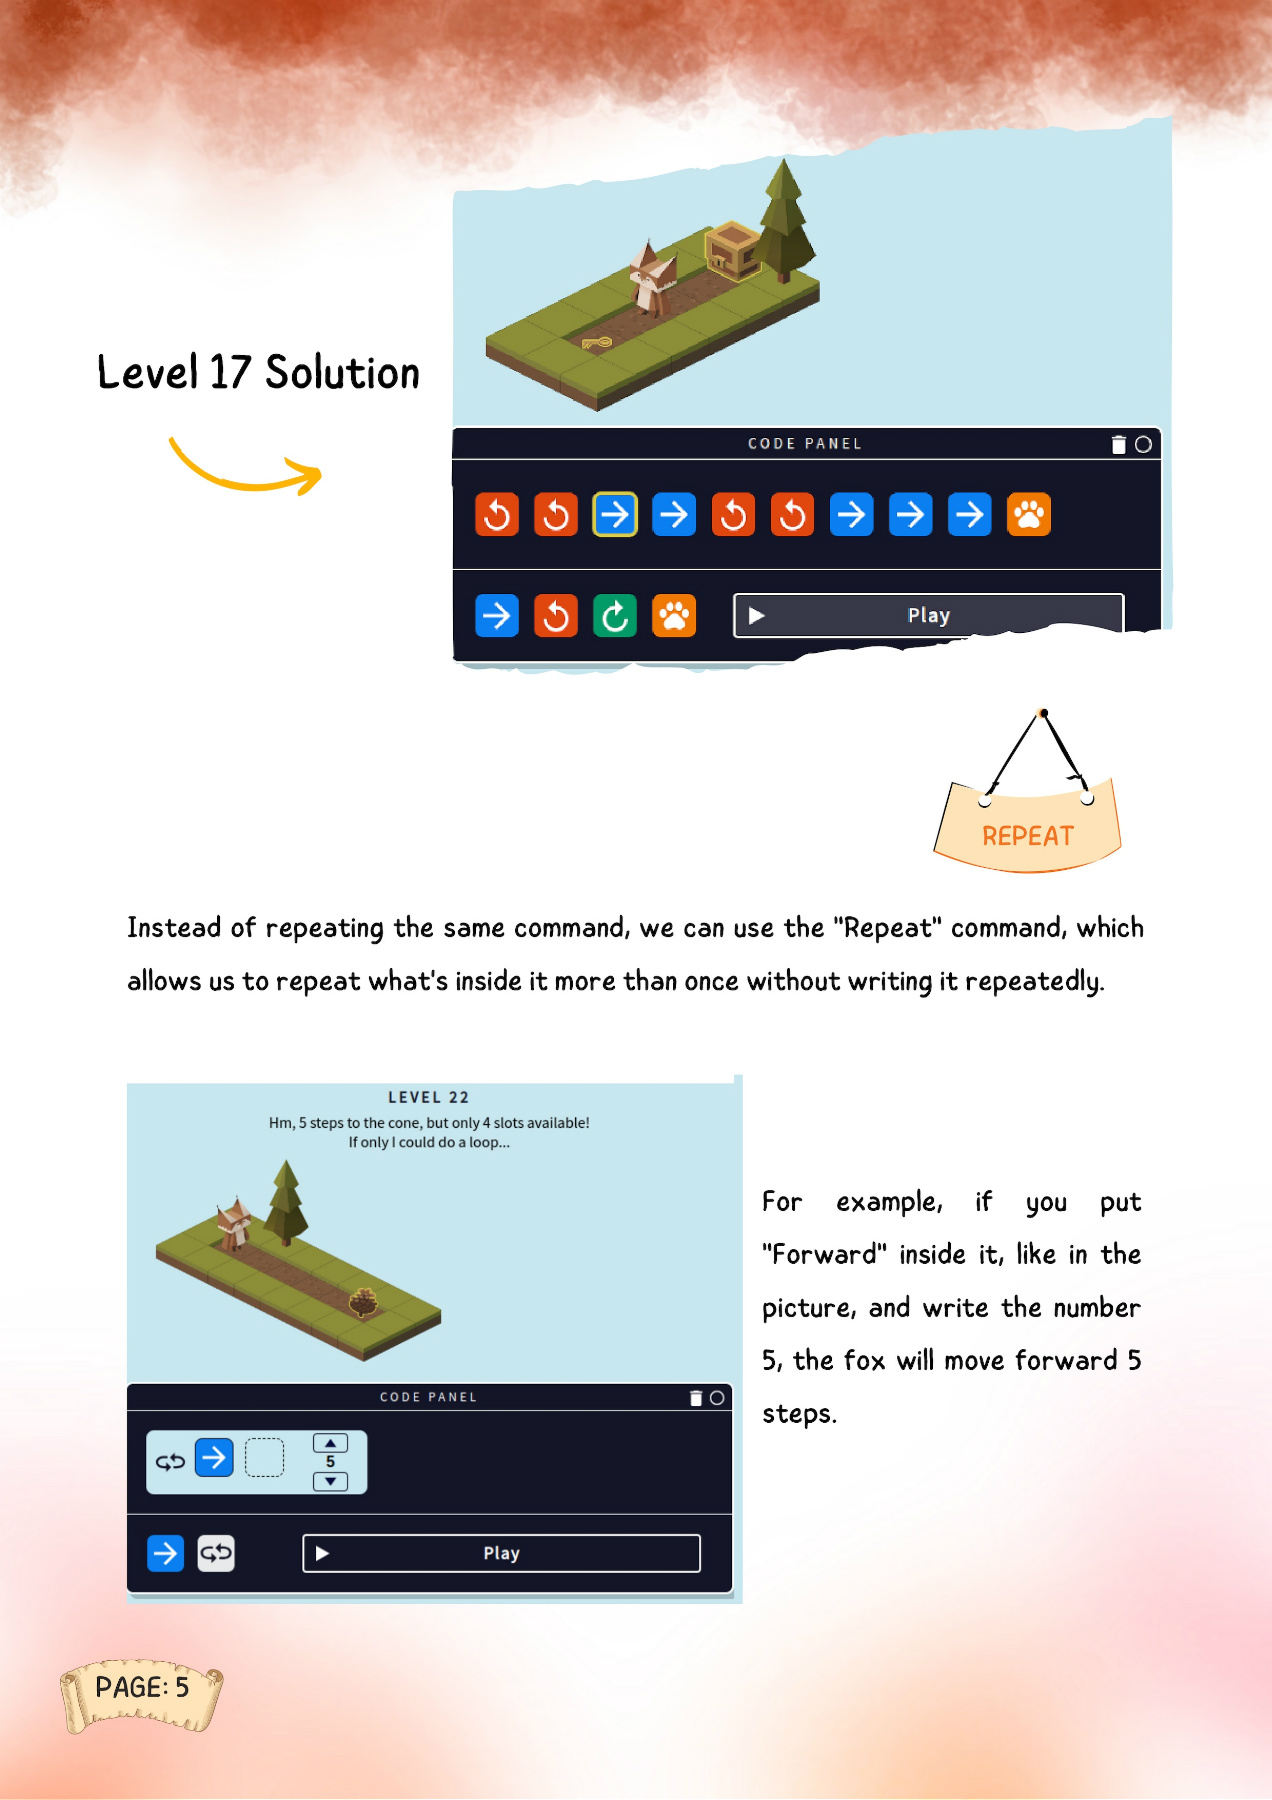 Level 17 Solution
CODE PANEL
Play
REPEAT
Instead of repeating the same command, we can use the "Repeat" command, which
allows us to repeat what's inside it more than once without writing it repeatedly.
LEVEL 22
Hm, 5 steps to the cone, but only 4 slots available!
If only I could do a loop...
CODE PANEL
5
Play
For example, if you put
"Forward" inside it, like in the
picture, and write the number
5, the fox will move forward 5
steps.
PAGE: 5